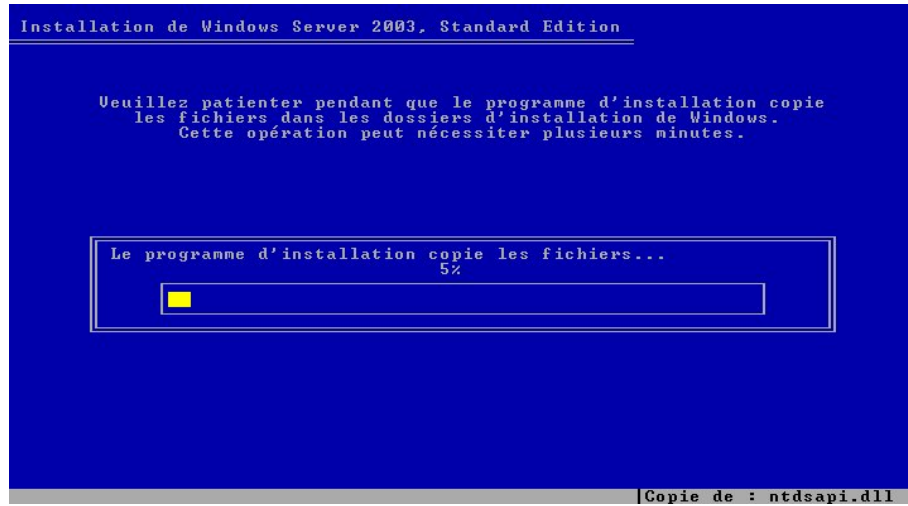 Installation de Windows Server 2003, Standard Edition
Veuillez patienter pendant que le programme d'installation copie
les fichiers dans les dossiers d'installation de Windows.
Cette opération peut nécessiter plusieurs minutes.
Le programme d'installation copie les fichiers...
5%
Copie de : ntdsapi.dll